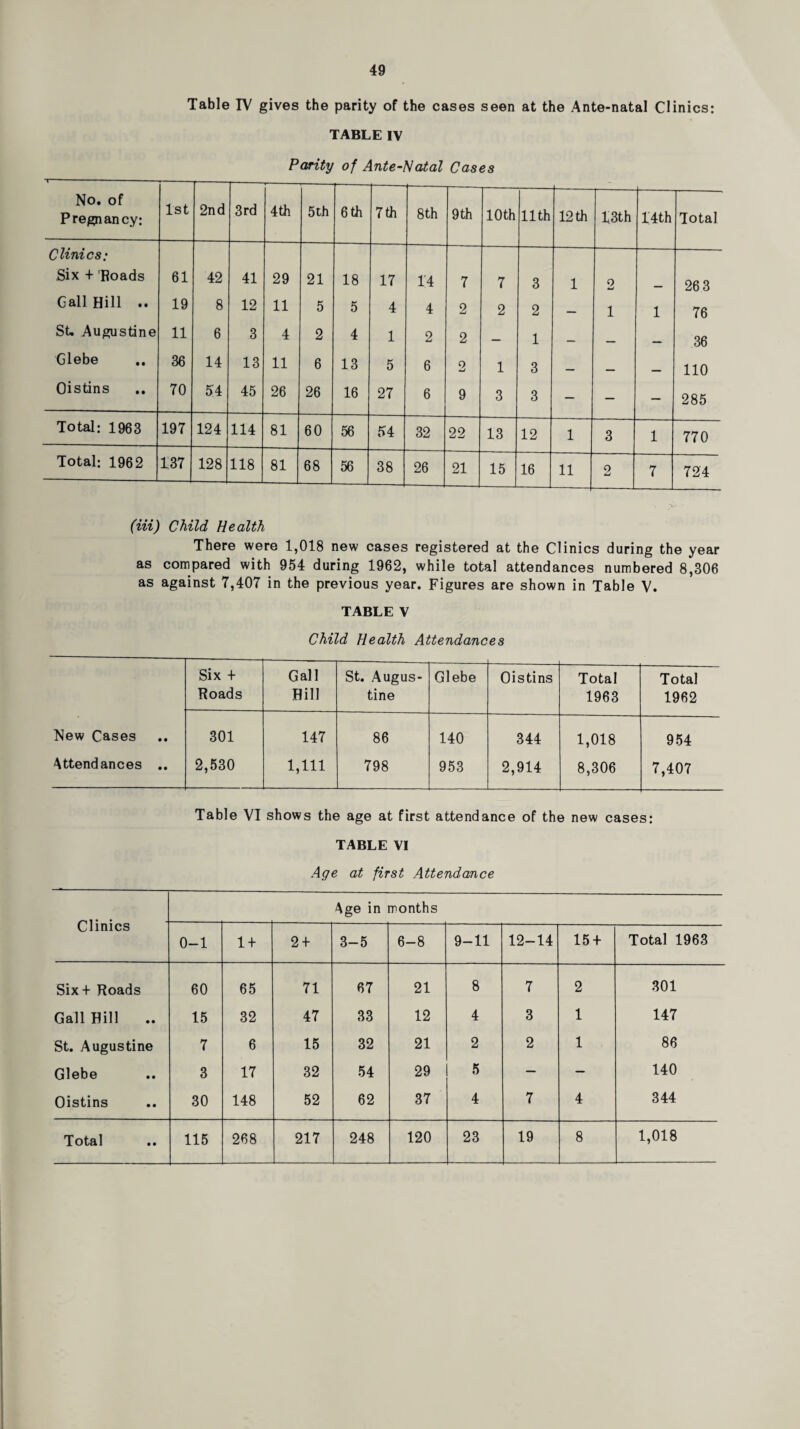 49
Table IV gives the parity of the cases seen at the Ante-natal Clinics:
TABLE IV
Parity of Ante-Natal Cases
No. of Pregnancy: 1st 2nd 3rd 4th 5th 6th 7th 8th 9th 10th 11th 12th 13th 14th Total
Clinics:
Six + Roads 61 42 41 29 21 18 17 14 7 7 3 1 2 – 263
Gall Hill .. 19 8 12 11 5 5 4 4 2 2 2 – 1 1 76
St. Augustine 11 6 3 4 2 4 1 2 2 – 1 – – – 36
Glebe .. 36 14 13 11 6 13 5 6 2 1 3 – – – 110
Oistins .. 70 54 45 26 26 16 27 6 9 3 3 – – – 285
Total: 1963 197 124 114 81 60 56 54 32 22 13 12 1 3 1 770
Total: 1962 137 128 118 81 68 56 38 26 21 15 16 11 2 7 724
(iii) Child Health
There were 1,018 new cases registered at the Clinics during the year
as compared with 954 during 1962, while total attendances numbered 8,306
as against 7,407 in the previous year. Figures are shown in Table V.
TABLE V
Child Health Attendances
Six + Roads Gall Hill St. Augus-tine Glebe Oistins Total 1963 Total 1962
New Cases .. 301 147 86 140 344 1,018 954
Attendances .. 2,530 1,111 798 953 2,914 8,306 7,407
Table VI shows the age at first attendance of the new cases:
TABLE VI
Age at first Attendance
Clinics Age in months
0–1 1+ 2+ 3–5 6–8 9–11 12–14 15+ Total 1963
Six+ Roads 60 65 71 67 21 8 7 2 301
Gall Hill .. 15 32 47 33 12 4 3 1 147
St. Augustine 7 6 15 32 21 2 2 1 86
Glebe .. 3 17 32 54 29 5 – – 140
Oistins .. 30 148 52 62 37 4 7 4 344
Total .. 115 268 217 248 120 23 19 8 1,018